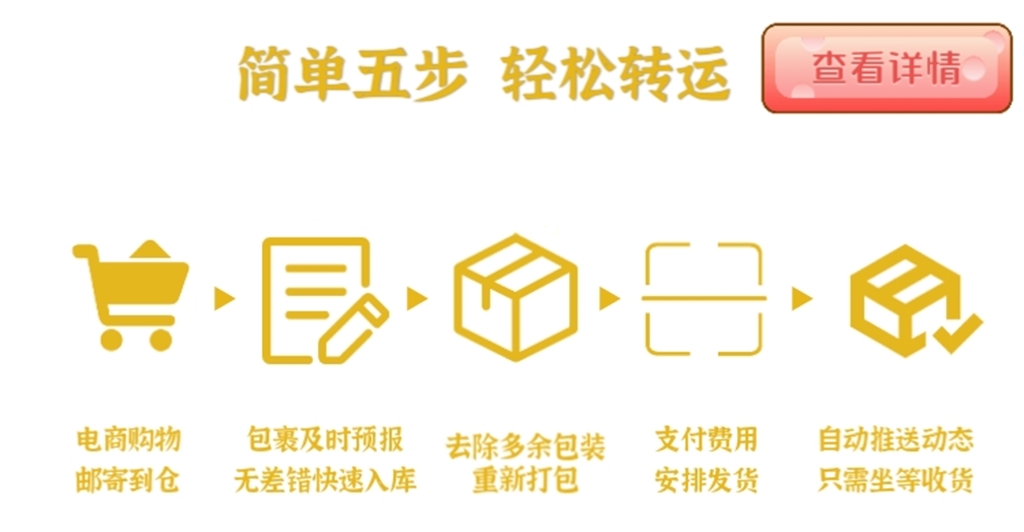 简单五步 轻松转运
查看详情
电商购物
邮寄到仓
包裹及时预报
无差错快速入库
去除多余包装
重新打包
支付费用
安排发货
自动推送动态
只需坐等收货